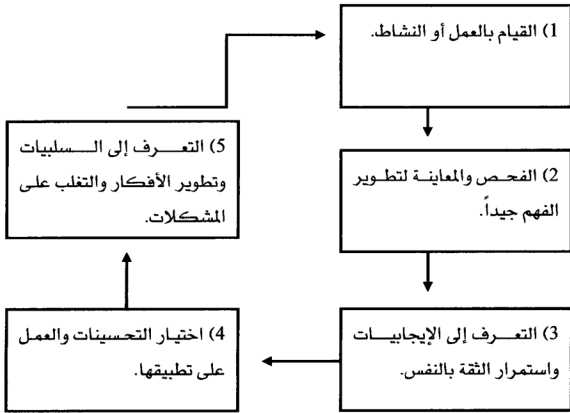 1) القيام بالعمل أو النشاط.
2) الفحص والمعاينة لتطوير
الفهم جيداً.
3) التعرف إلى الإيجابيات
واستمرار الثقة بالنفس.
4) اختيار التحسينات والعمل
على تطبيقها.
5) التعرف إلى السلبيات
وتطوير الأفكار والتغلب على
المشكلات.